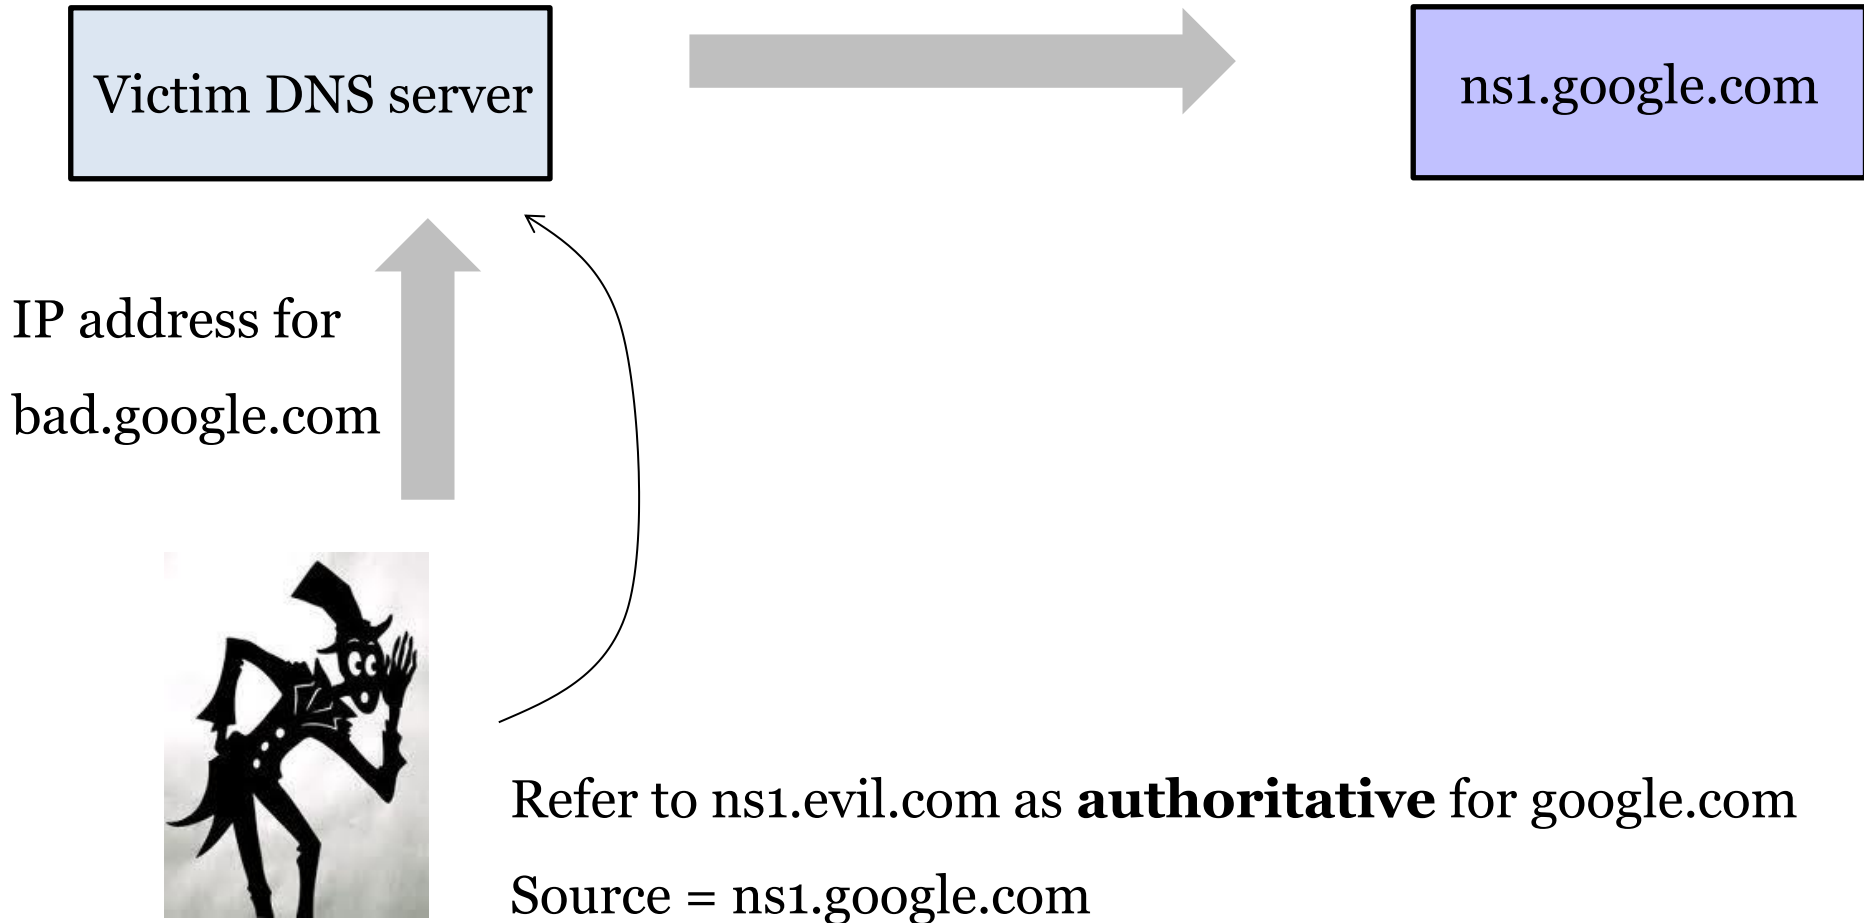 Victim DNS server
ns1.google.com
IP address for
bad.google.com
Refer to ns1.evil.com as authoritative for google.com
Source = ns1.google.com